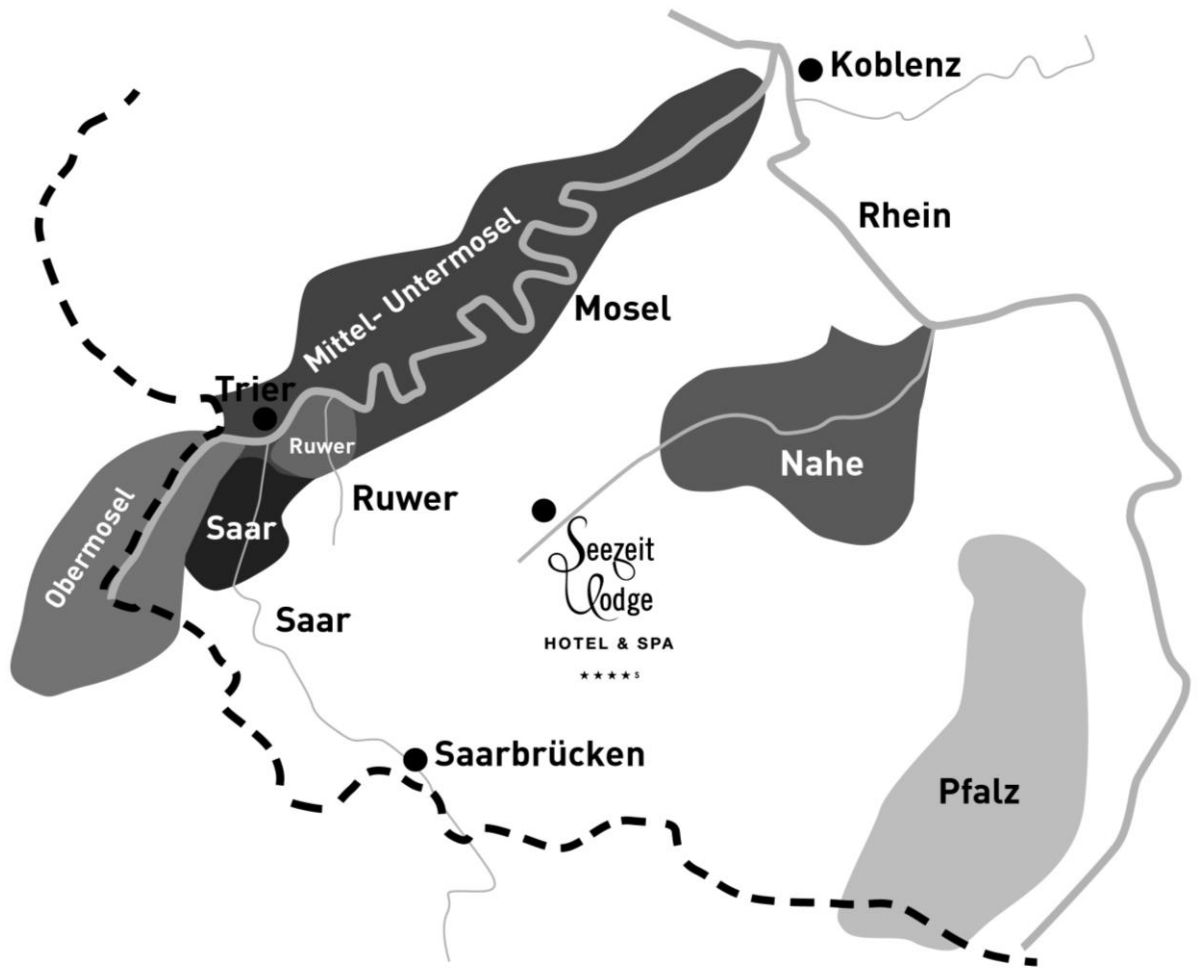 Koblenz
Rhein
Mittel- Untermosel
Mosel
Trier
Ruwer
Nahe
Ruwer
Obermosel
Saar
Seezeit
Lodge
HOTEL & SPA
★★★★S
Saar
Saarbrücken
Pfalz